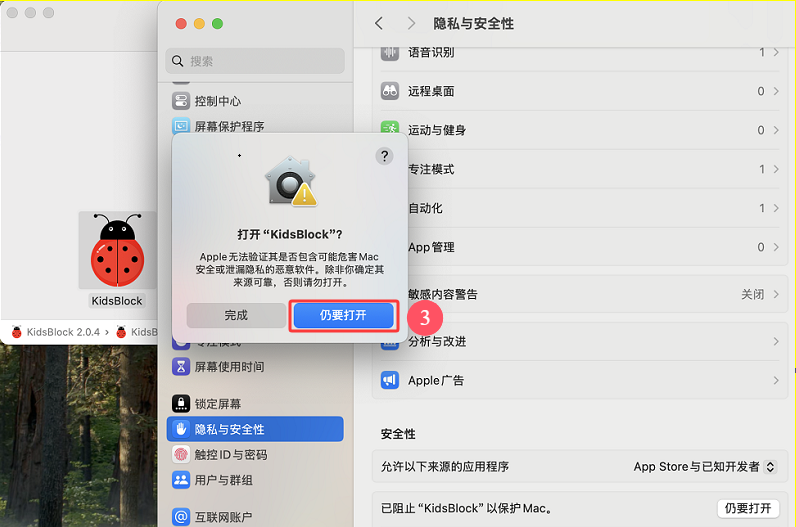 隐私与安全性
搜索
语音识别 1
控制中心
远程桌面 0
屏幕保护程序
运动与健身 0
专注模式 1
自动化 1
App管理 0
敏感内容警告 关闭
分析与改进
Apple广告
打开“KidsBlock”?
Apple无法验证其是否包含可能危害Mac
安全或泄漏隐私的恶意软件。除非你确定其
来源可靠，否则请勿打开。
完成 仍要打开
3
?
KidsBlock
KidsBlock 2.0.4 › KidsB
专注模式
屏幕使用时间
锁定屏幕
隐私与安全性
触控ID与密码
用户与群组
互联网账户
安全性
允许以下来源的应用程序 App Store与已知开发者
已阻止“KidsBlock”以保护Mac。 仍要打开